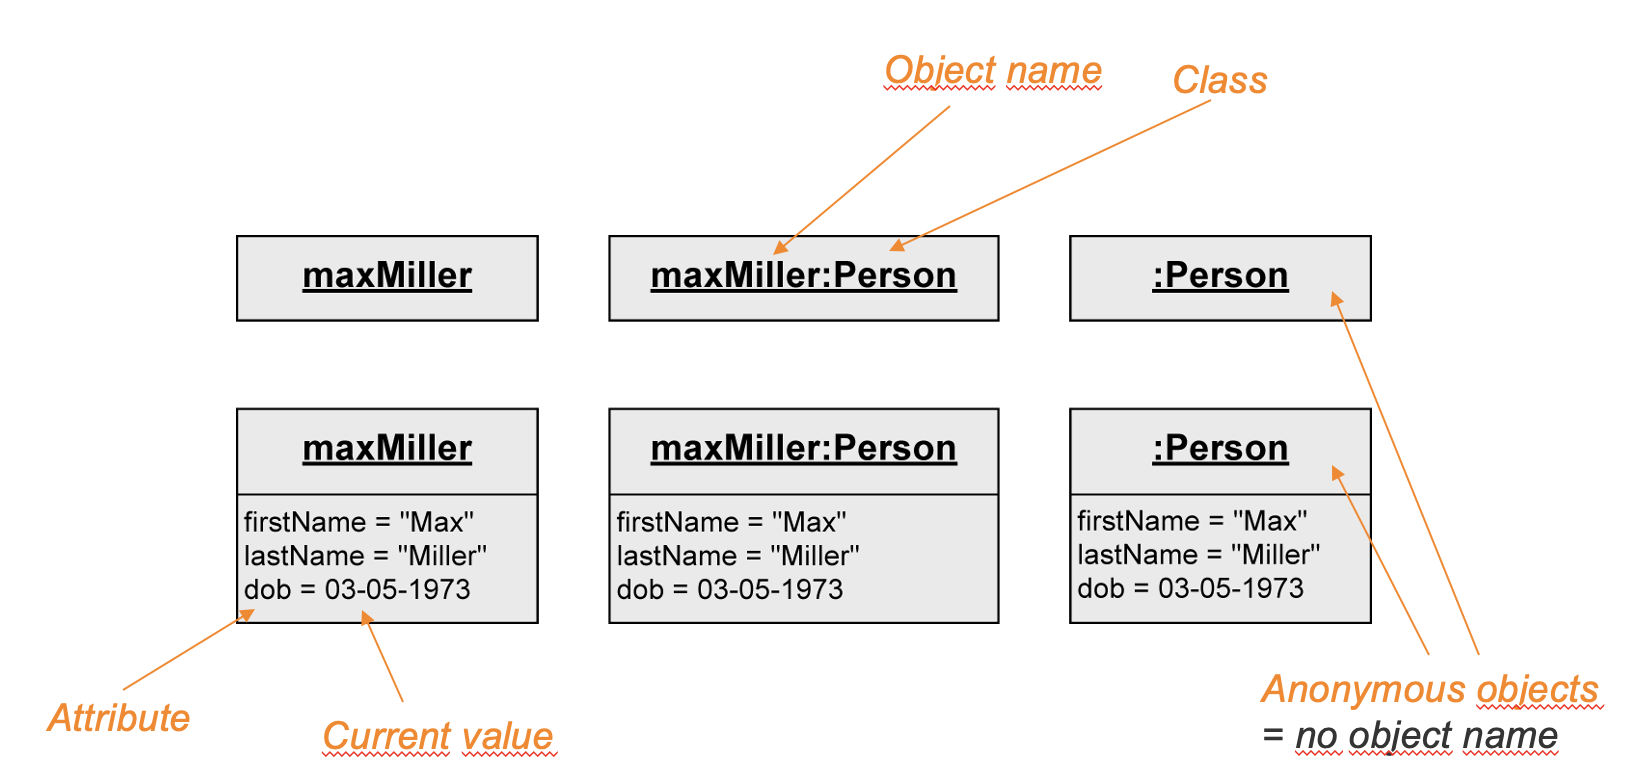 Object name
Class
maxMiller
maxMiller:Person
:Person
maxMiller
firstName = "Max"
lastName = "Miller"
dob = 03-05-1973
maxMiller:Person
firstName = "Max"
lastName = "Miller"
dob = 03-05-1973
:Person
firstName = "Max"
lastName = "Miller"
dob = 03-05-1973
Attribute
Current value
Anonymous objects
= no object name